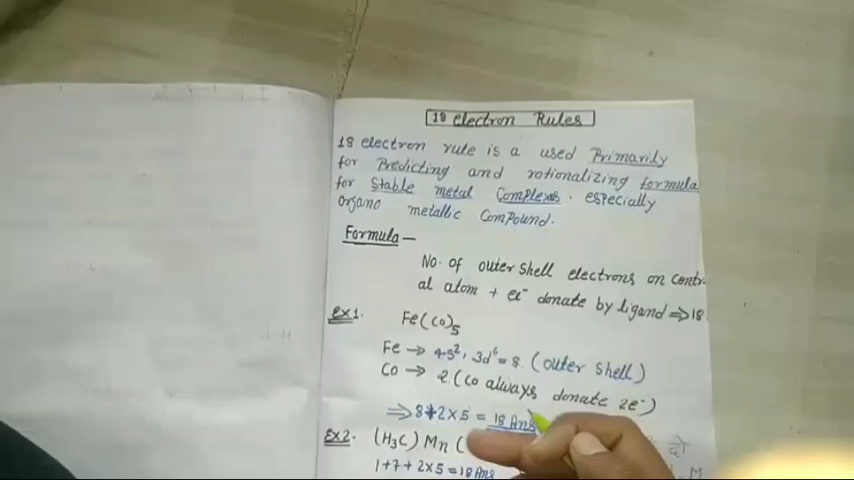 18 electron Rules
18 electron rule is a used Primarily
for Predicting and rotionalizing formula
for Stable metal Complexes. especially
organo metallic compound.
Formula—
No. of outer shell electrons on centr-
al atom + e⁻ donate by ligand ⇒ 18
Ex1. Fe(CO)₅
Fe → 4s², 3d⁶ = 8. (outer shell)
CO → 2 (CO always donate 2e⁻)
⇒ 8+2×5 = 18 Ans
Ex2. (H₃C) Mn (
1+7+2×5=18 Ans